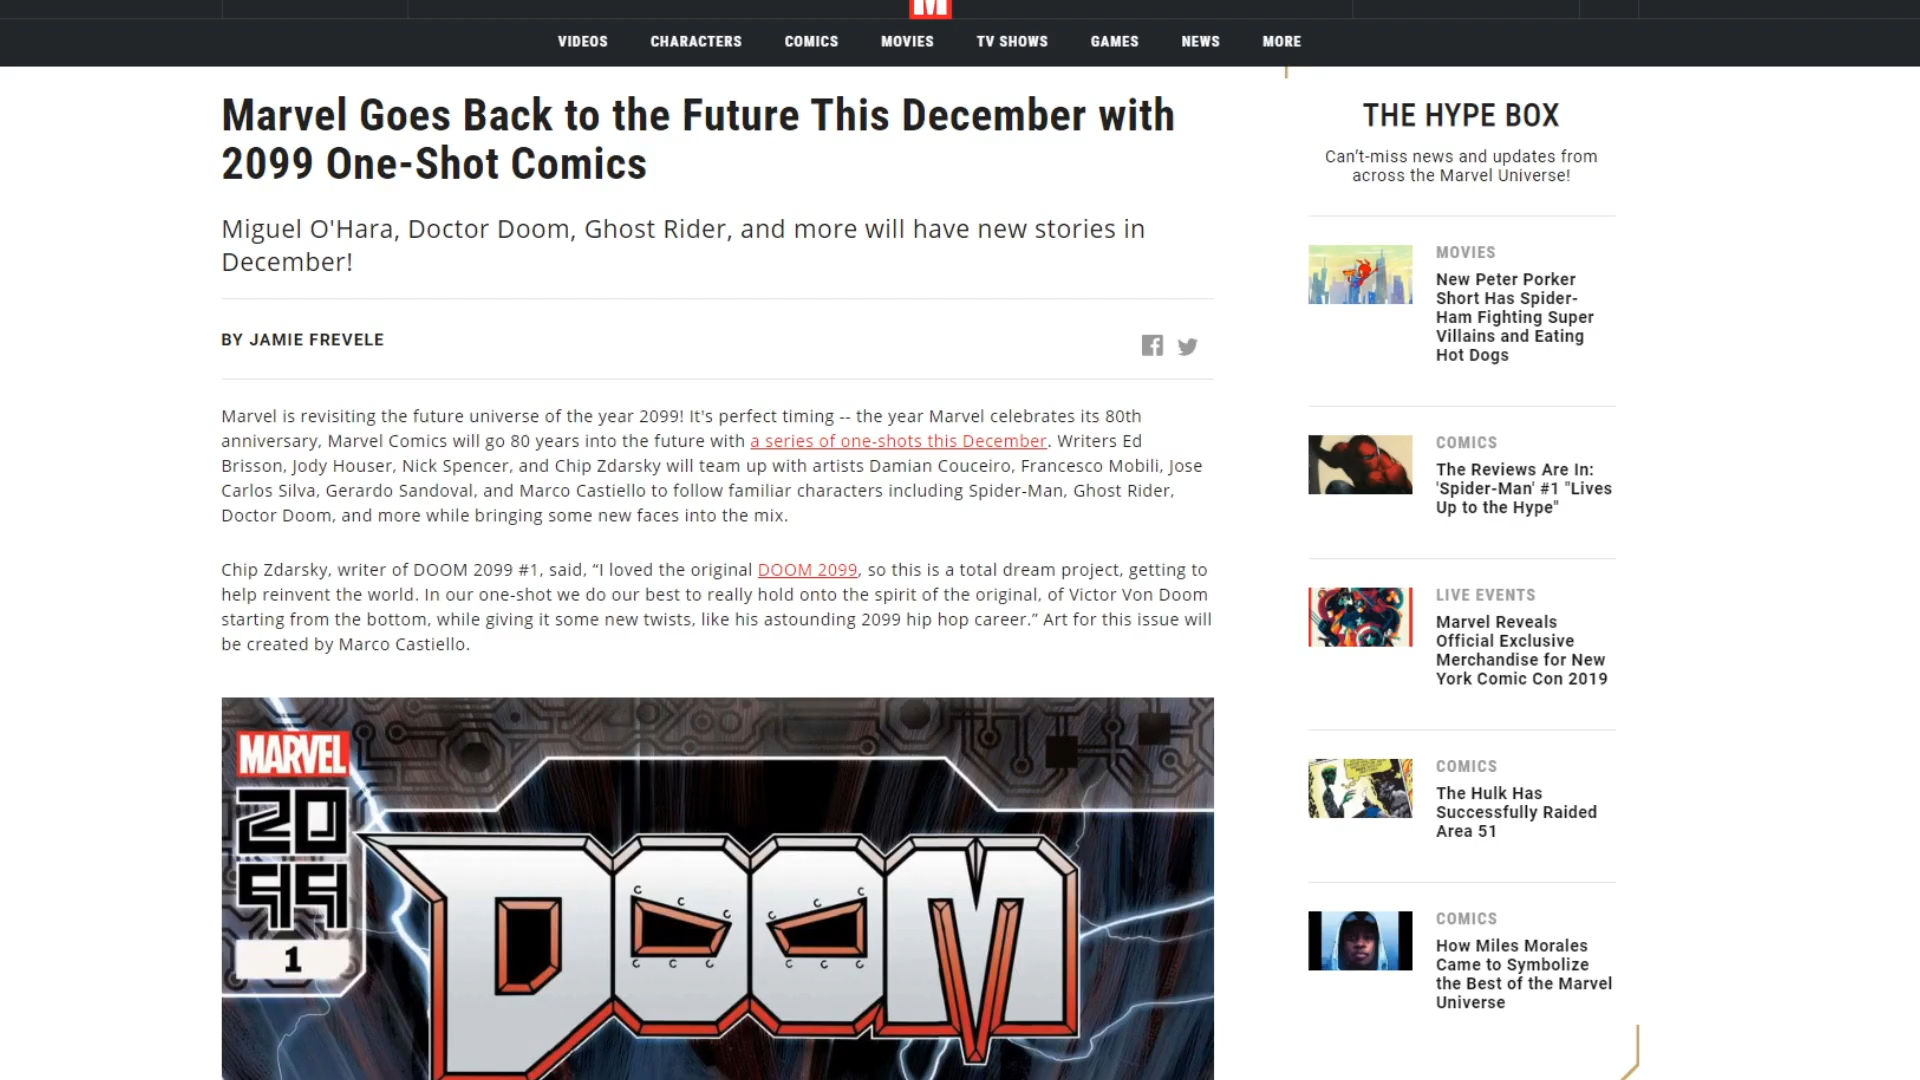 VIDEOS CHARACTERS COMICS MOVIES TV SHOWS GAMES NEWS MORE
Marvel Goes Back to the Future This December with
2099 One-Shot Comics
Miguel O'Hara, Doctor Doom, Ghost Rider, and more will have new stories in
December!
BY JAMIE FREVELE
Marvel is revisiting the future universe of the year 2099! It's perfect timing -- the year Marvel celebrates its 80th
anniversary, Marvel Comics will go 80 years into the future with a series of one-shots this December. Writers Ed
Brisson, Jody Houser, Nick Spencer, and Chip Zdarsky will team up with artists Damian Couceiro, Francesco Mobili, Jose
Carlos Silva, Gerardo Sandoval, and Marco Castiello to follow familiar characters including Spider-Man, Ghost Rider,
Doctor Doom, and more while bringing some new faces into the mix.
Chip Zdarsky, writer of DOOM 2099 #1, said, “I loved the original DOOM 2099, so this is a total dream project, getting to
help reinvent the world. In our one-shot we do our best to really hold onto the spirit of the original, of Victor Von Doom
starting from the bottom, while giving it some new twists, like his astounding 2099 hip hop career.” Art for this issue will
be created by Marco Castiello.
MARVEL
20
99
1
DOOM
THE HYPE BOX
Can't-miss news and updates from
across the Marvel Universe!
MOVIES
New Peter Porker
Short Has Spider-
Ham Fighting Super
Villains and Eating
Hot Dogs
COMICS
The Reviews Are In:
'Spider-Man' #1 "Lives
Up to the Hype"
LIVE EVENTS
Marvel Reveals
Official Exclusive
Merchandise for New
York Comic Con 2019
COMICS
The Hulk Has
Successfully Raided
Area 51
COMICS
How Miles Morales
Came to Symbolize
the Best of the Marvel
Universe